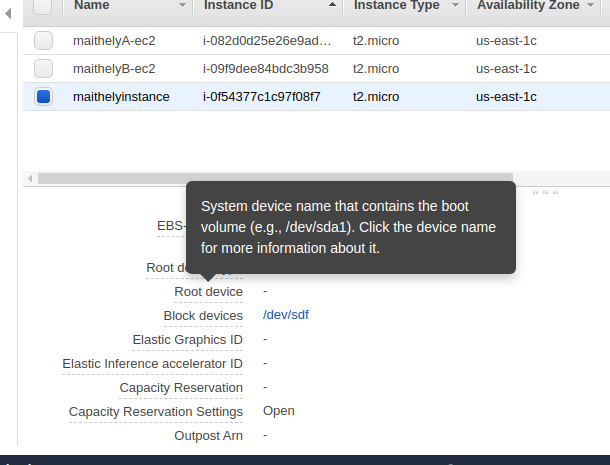 Name Instance ID Instance Type Availability Zone
maithelyA-ec2 i-082d0d25e26e9ad… t2.micro us-east-1c
maithelyB-ec2 i-09f9dee84bdc3b958 t2.micro us-east-1c
maithelyinstance i-0f54377c1c97f08f7 t2.micro us-east-1c
System device name that contains the boot
volume (e.g., /dev/sda1). Click the device name
for more information about it.
EBS-
Root
Root device -
Block devices /dev/sdf
Elastic Graphics ID -
Elastic Inference accelerator ID -
Capacity Reservation -
Capacity Reservation Settings Open
Outpost Arn -